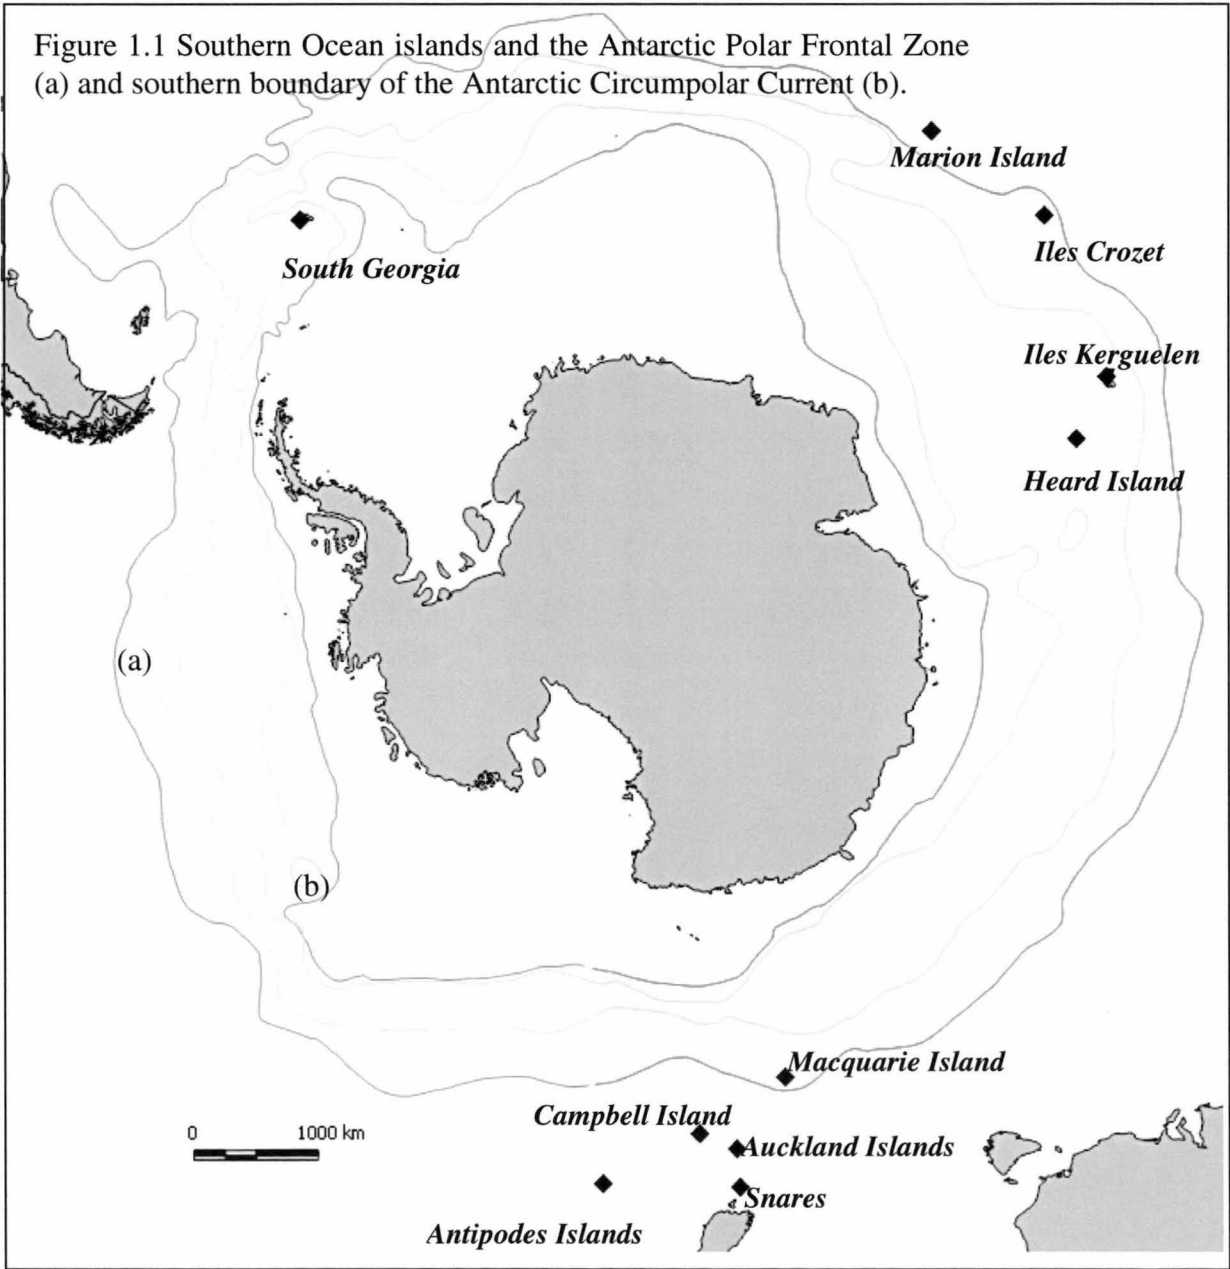 Figure 1.1 Southern Ocean islands and the Antarctic Polar Frontal Zone
(a) and southern boundary of the Antarctic Circumpolar Current (b).
Marion Island
Iles Crozet
South Georgia
Iles Kerguelen
Heard Island
(a)
(b)
Macquarie Island
Campbell Island
0 1000 km
Auckland Islands
Snares
Antipodes Islands